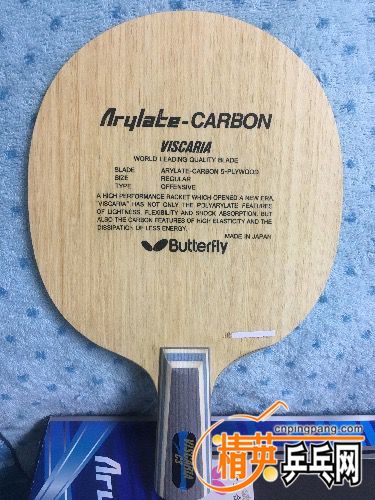 Arylate-CARBON
VISCARIA
WORLD LEADING QUALITY BLADE
BLADE ARYLATE-CARBON 5-PLYWOOD
SIZE REGULAR
TYPE OFFENSIVE
A HIGH PERFORMANCE RACKET WHICH OPENED A NEW ERA.
VISCARIA" HAS NOT ONLY THE POLYARYLATE FEATURES
OF LIGHTNESS, FLEXIBILITY AND SHOCK ABSORPTION, BUT
ALSO THE CARBON FEATURES OF HIGH ELASTICITY AND THE
DISSIPATION OF LESS ENERGY.
MADE IN JAPAN
Butterfly
VISCARIA
Arylate
cnpingpang.com
精英乒乓网